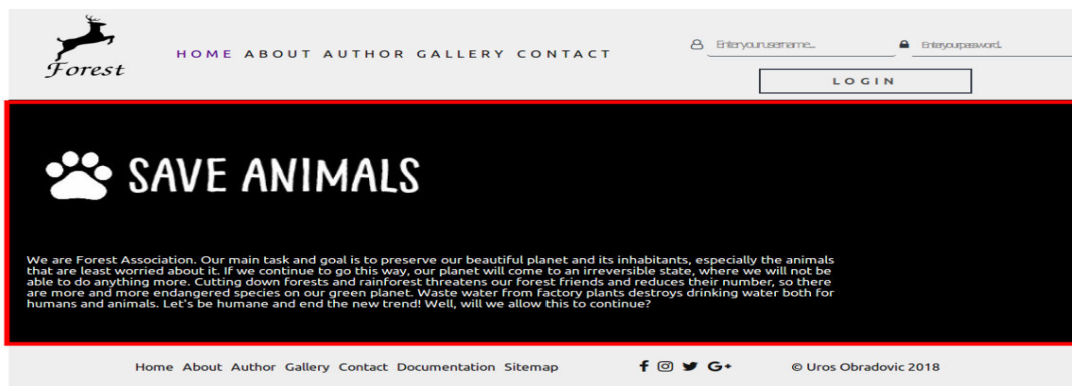 Forest
HOME ABOUT AUTHOR GALLERY CONTACT
Enter your username...
Enter your password...
LOGIN
SAVE ANIMALS
We are Forest Association. Our main task and goal is to preserve our beautiful planet and its inhabitants, especially the animals
that are least worried about it. If we continue to go this way, our planet will come to an irreversible state, where we will not be
able to do anything more. Cutting down forests and rainforest threatens our forest friends and reduces their number, so there
are more and more endangered species on our green planet. Waste water from factory plants destroys drinking water both for
humans and animals. Let's be humane and end the new trend! Well, will we allow this to continue?
Home About Author Gallery Contact Documentation Sitemap
© Uros Obradovic 2018